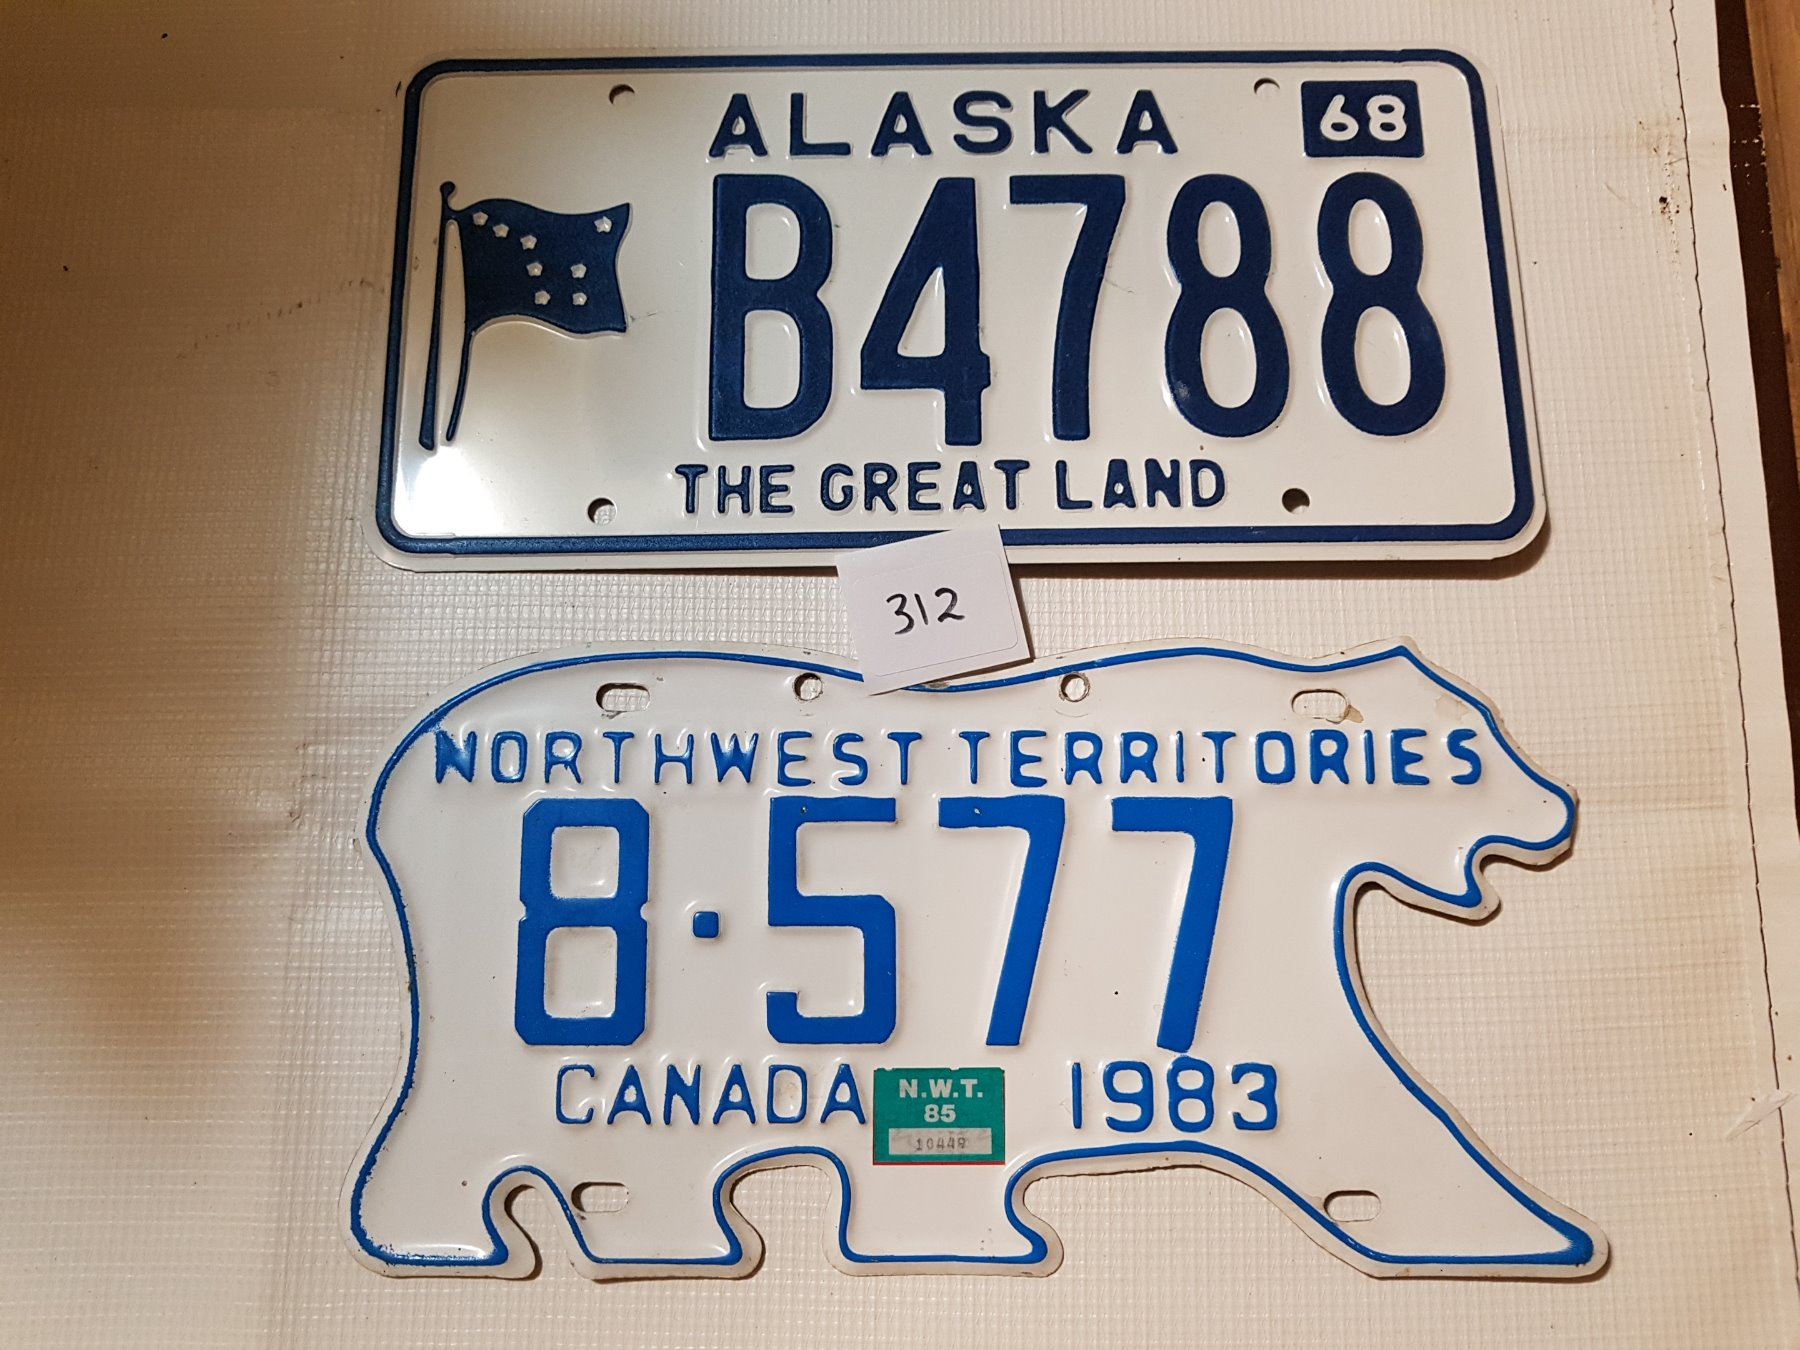 ALASKA 68
B4788
THE GREAT LAND
312
NORTHWEST TERRITORIES
8·577
CANADA 1983
N.W.T.
85